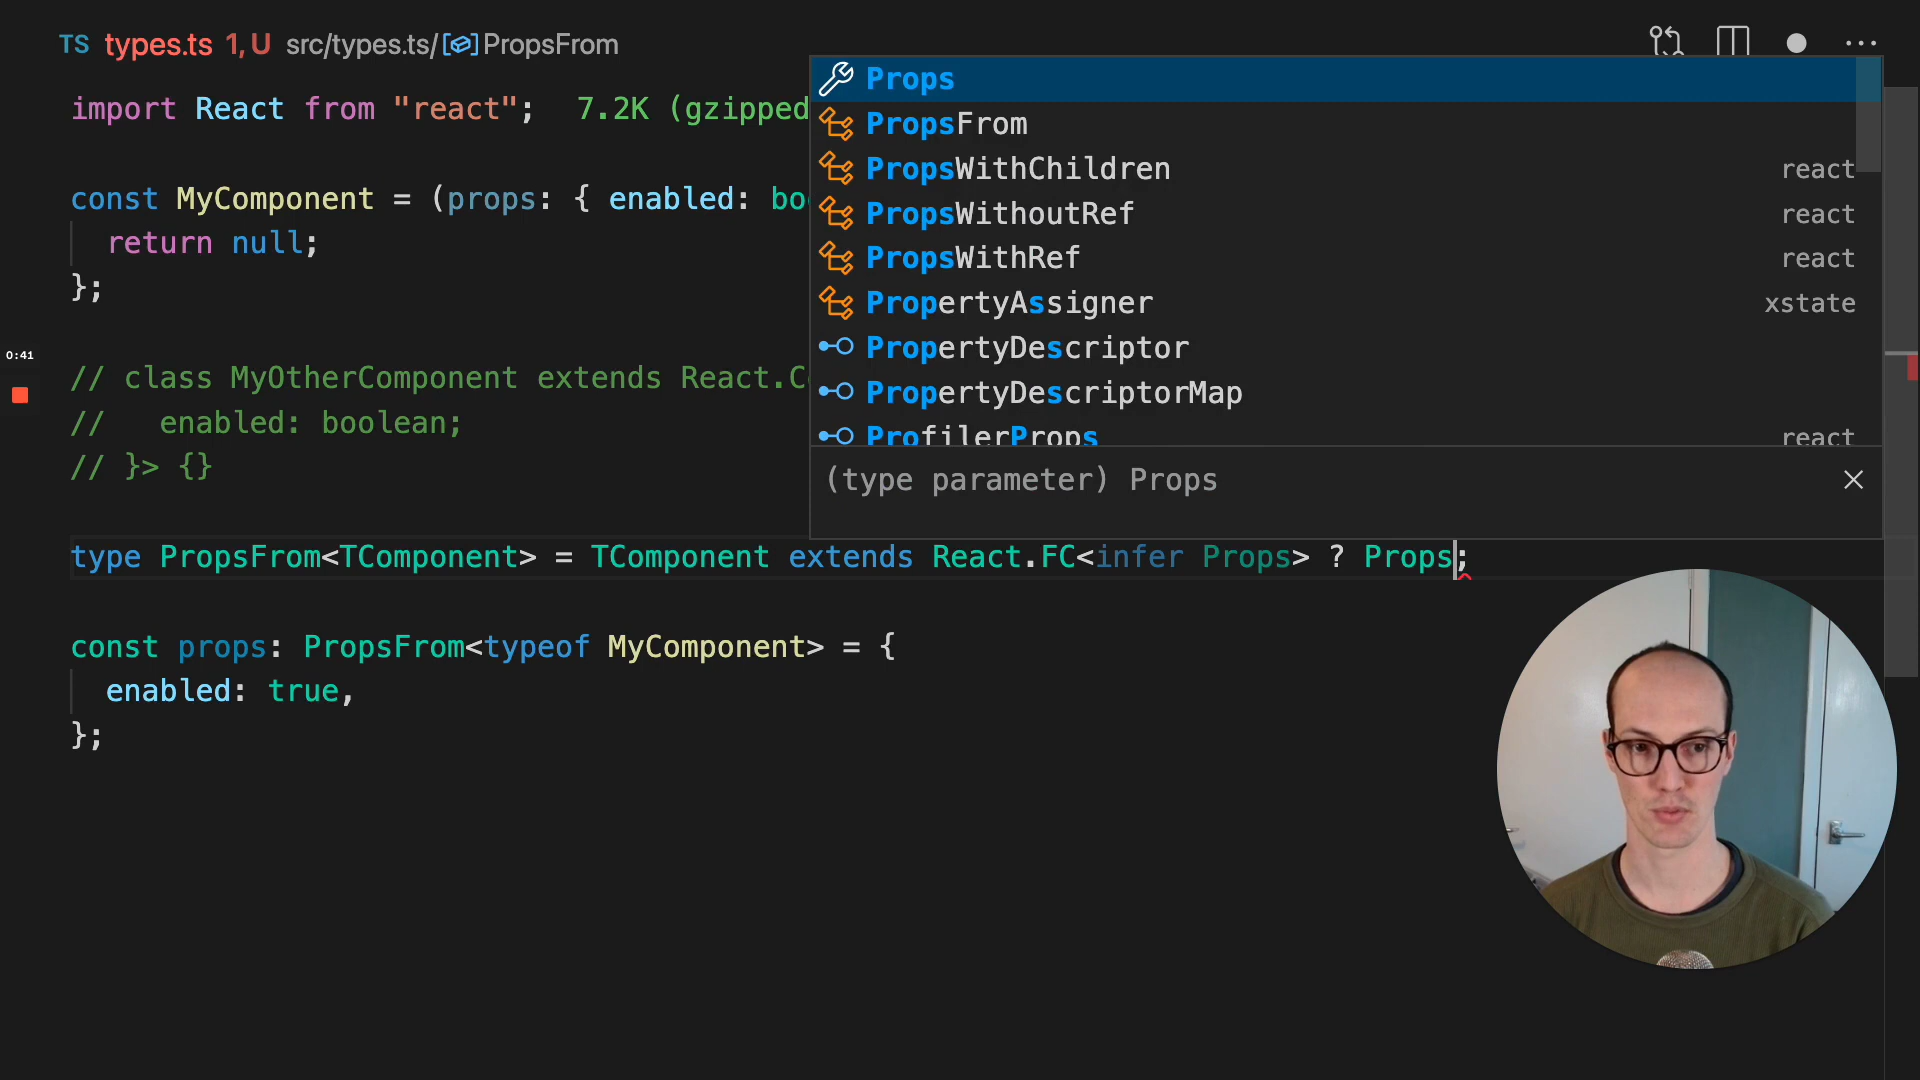 TS types.ts 1, U src/types.ts/ PropsFrom
import React from "react"; 7.2K (gzipped
const MyComponent = (props: { enabled: bo
return null;
};
0:41
// class MyOtherComponent extends React.C
// enabled: boolean;
// }> {}
type PropsFrom<TComponent> = TComponent extends React.FC<infer Props> ? Props;
const props: PropsFrom<typeof MyComponent> = {
enabled: true,
};
Props
PropsFrom
PropsWithChildren react
PropsWithoutRef react
PropsWithRef react
PropertyAssigner xstate
PropertyDescriptor
PropertyDescriptorMap
ProfilerProps react
(type parameter) Props